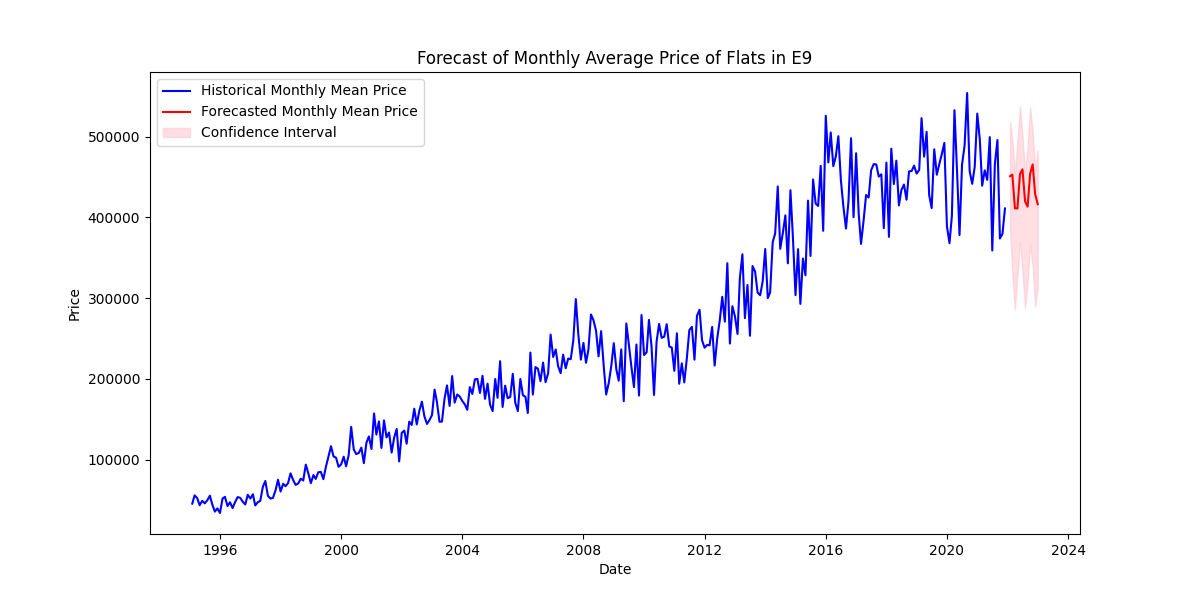 Forecast of Monthly Average Price of Flats in E9
Historical Monthly Mean Price
Forecasted Monthly Mean Price
Confidence Interval
500000
400000
300000
200000
100000
Price
1996 2000 2004 2008 2012 2016 2020 2024
Date